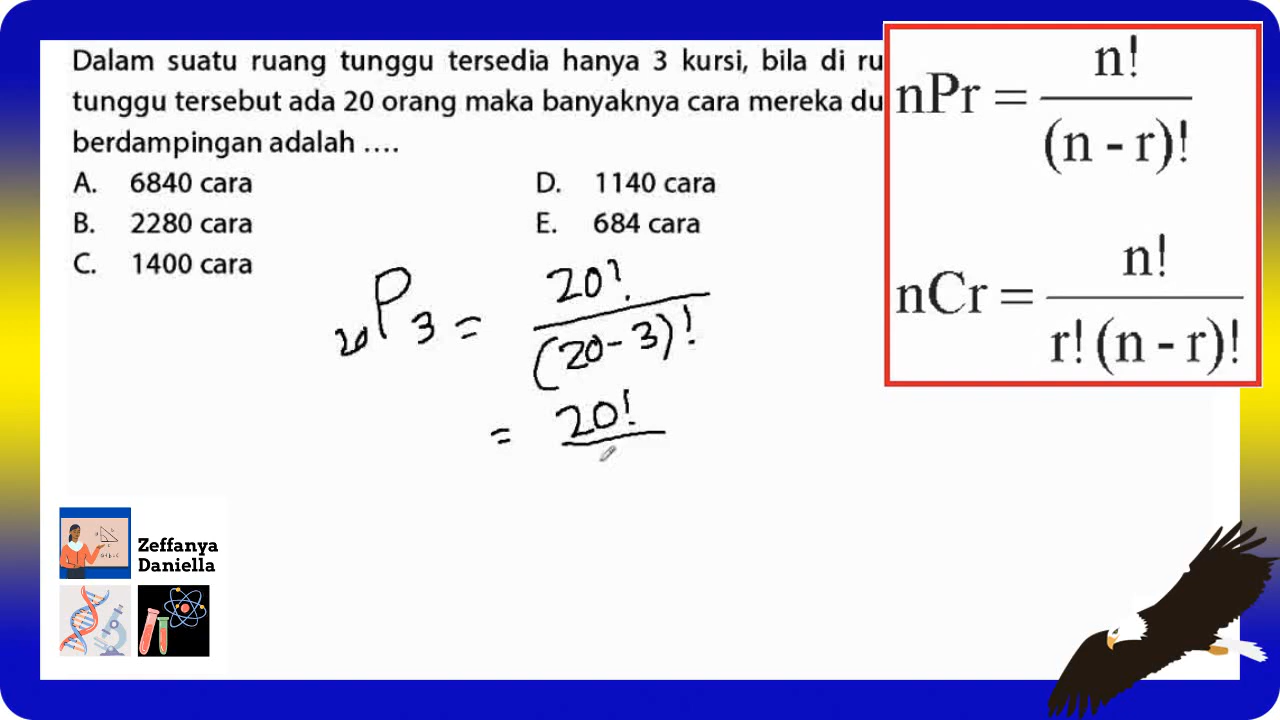 Dalam suatu ruang tunggu tersedia hanya 3 kursi, bila di ru
tunggu tersebut ada 20 orang maka banyaknya cara mereka du
berdampingan adalah ....
A. 6840 cara
B. 2280 cara
C. 1400 cara
D. 1140 cara
E. 684 cara
20P3 = 20! / (20-3)!
= 20!
nPr = n! / (n - r)!
nCr = n! / r! (n - r)!
Zeffanya
Daniella